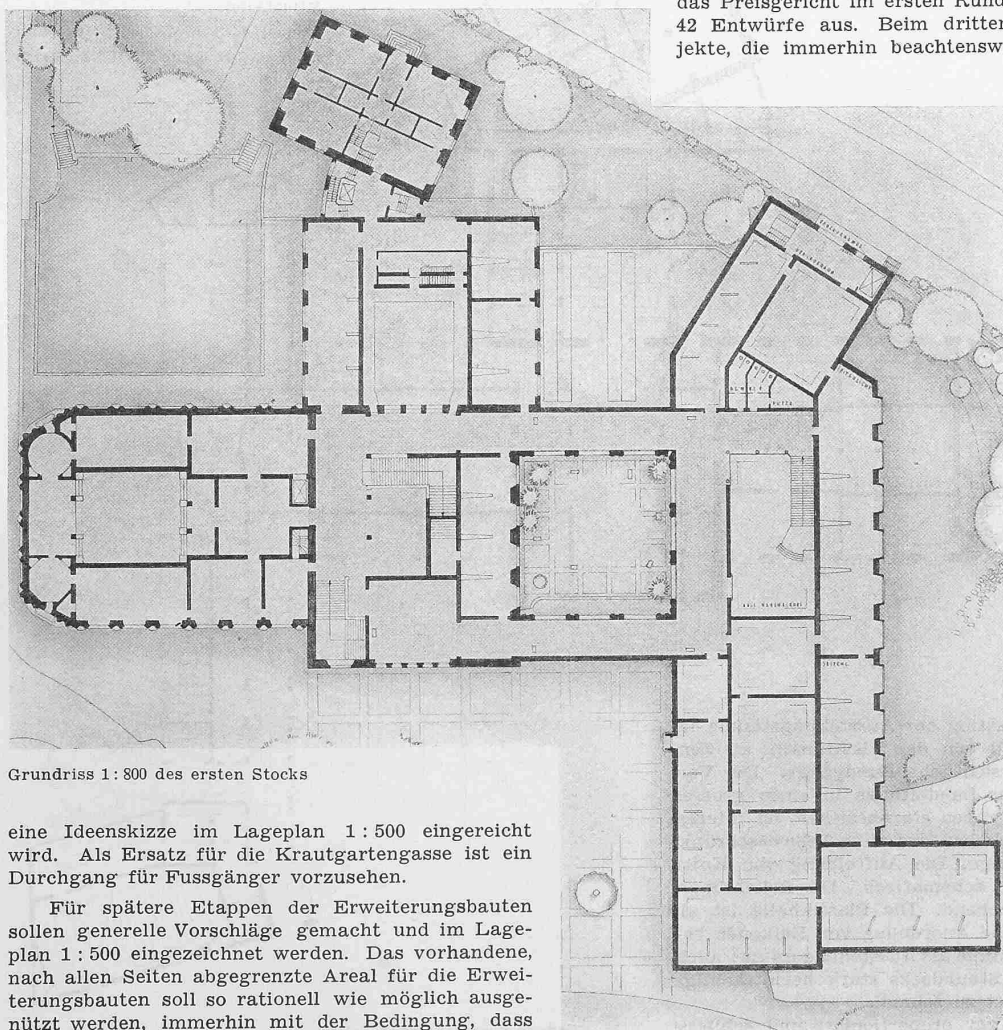 das Preisgericht im ersten Rund
42 Entwürfe aus. Beim dritten
jekte, die immerhin beachtensw
Grundriss 1 : 800 des ersten Stocks
eine Ideenskizze im Lageplan 1 : 500 eingereicht
wird. Als Ersatz für die Krautgartengasse ist ein
Durchgang für Fussgänger vorzusehen.
Für spätere Etappen der Erweiterungsbauten
sollen generelle Vorschläge gemacht und im Lage-
plan 1 : 500 eingezeichnet werden. Das vorhandene,
nach allen Seiten abgegrenzte Areal für die Erwei-
terungsbauten soll so rationell wie möglich ausge-
nützt werden, immerhin mit der Bedingung, dass